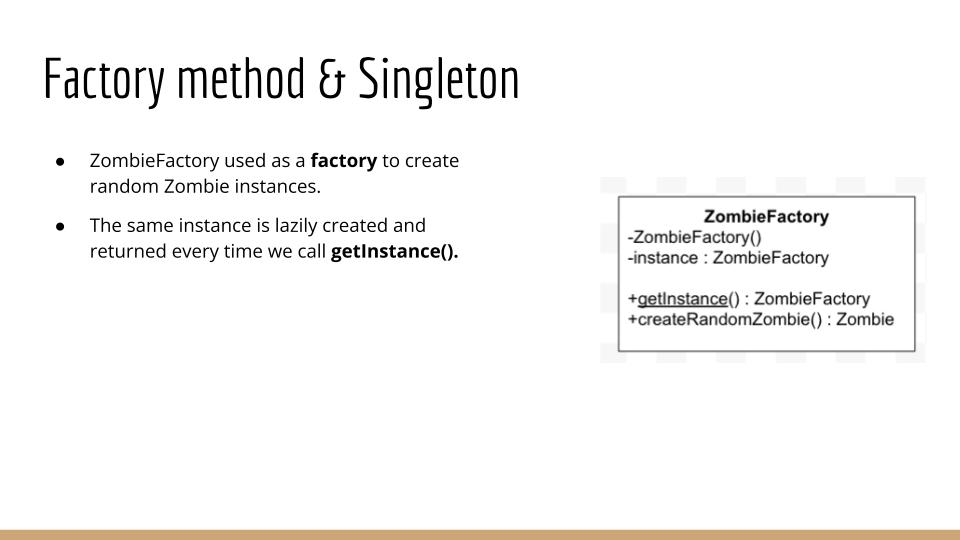 Factory method & Singleton
● ZombieFactory used as a factory to create
random Zombie instances.
● The same instance is lazily created and
returned every time we call getInstance().
ZombieFactory
-ZombieFactory()
-instance : ZombieFactory
+getInstance() : ZombieFactory
+createRandomZombie() : Zombie